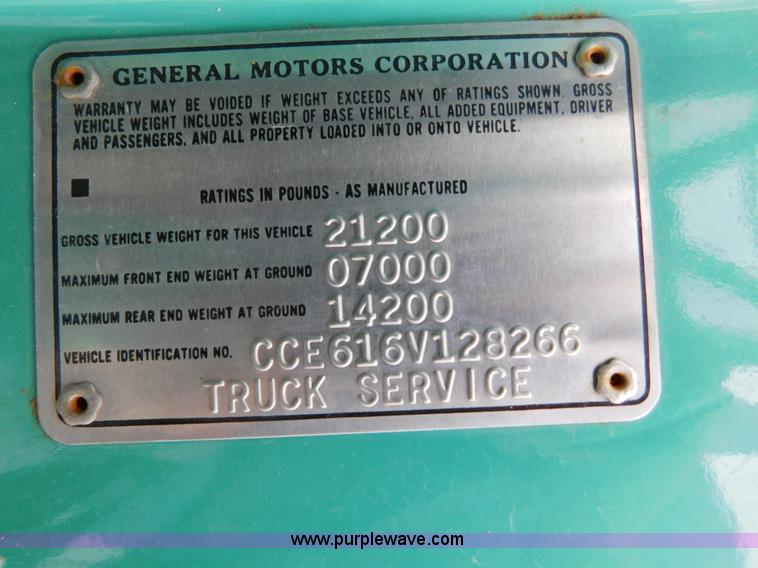 GENERAL MOTORS CORPORATION
WARRANTY MAY BE VOIDED IF WEIGHT EXCEEDS ANY OF RATINGS SHOWN. GROSS
VEHICLE WEIGHT INCLUDES WEIGHT OF BASE VEHICLE, ALL ADDED EQUIPMENT, DRIVER
AND PASSENGERS, AND ALL PROPERTY LOADED INTO OR ONTO VEHICLE.
RATINGS IN POUNDS - AS MANUFACTURED
GROSS VEHICLE WEIGHT FOR THIS VEHICLE 21200
MAXIMUM FRONT END WEIGHT AT GROUND 07000
MAXIMUM REAR END WEIGHT AT GROUND 14200
VEHICLE IDENTIFICATION NO. CCE616V128266
TRUCK SERVICE
www.purplewave.com